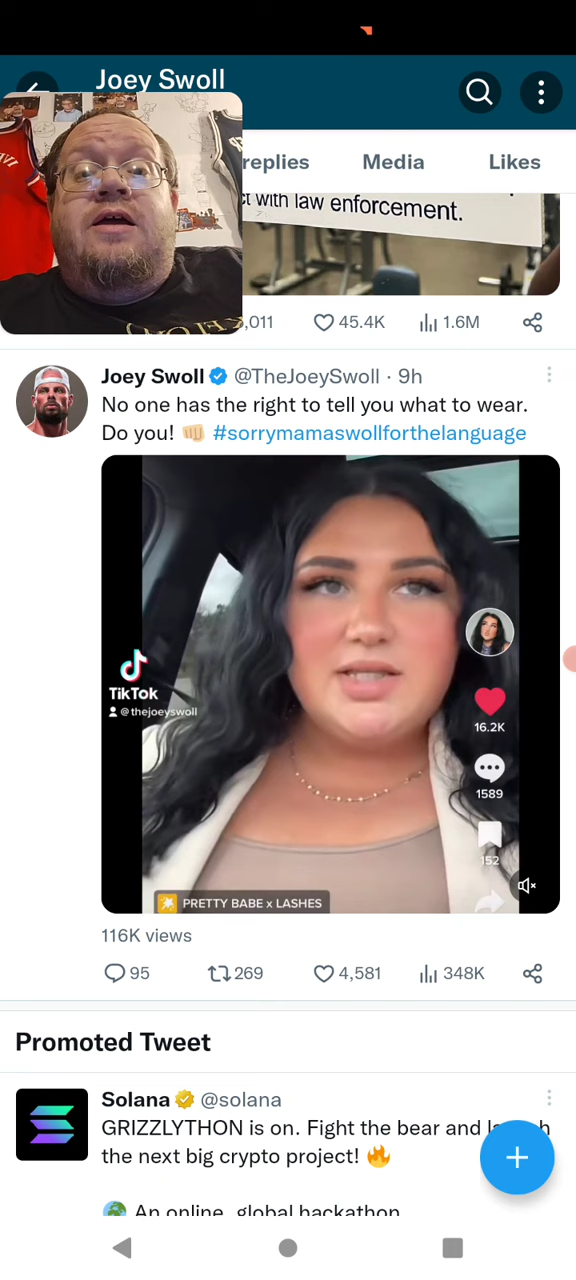 Joey Swoll
replies
Media
Likes
ct with law enforcement.
,011
45.4K
1.6M
Joey Swoll @TheJoeySwoll · 9h
No one has the right to tell you what to wear.
Do you! 👊🏼 #sorrymamaswollforthelanguage
TikTok
@thejoeyswoll
16.2K
1589
152
PRETTY BABE x LASHES
116K views
95
269
4,581
348K
Promoted Tweet
Solana @solana
GRIZZLYTHON is on. Fight the bear and launch
the next big crypto project! 🔥
🌍 An online, global hackathon